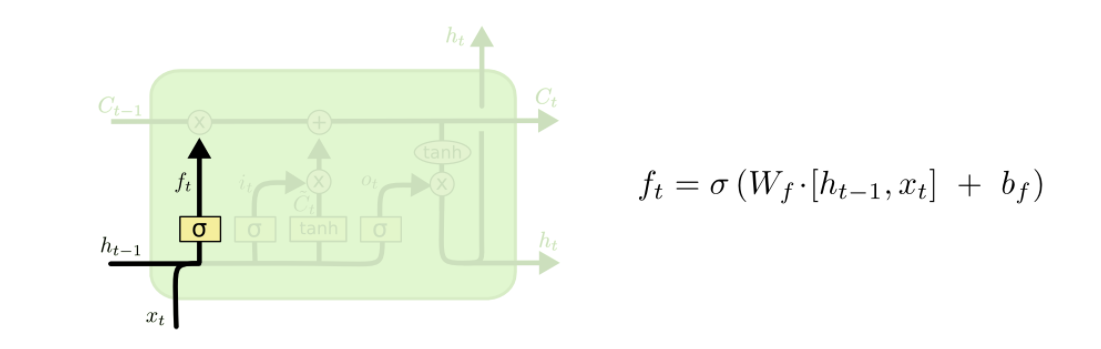 h_t
C_{t-1}
C_t
x
+
tanh
f_t
i_t
C̃_t
x
o_t
x
σ
σ
tanh
σ
h_{t-1}
h_t
x_t
f_t = σ (W_f · [h_{t-1}, x_t] + b_f)